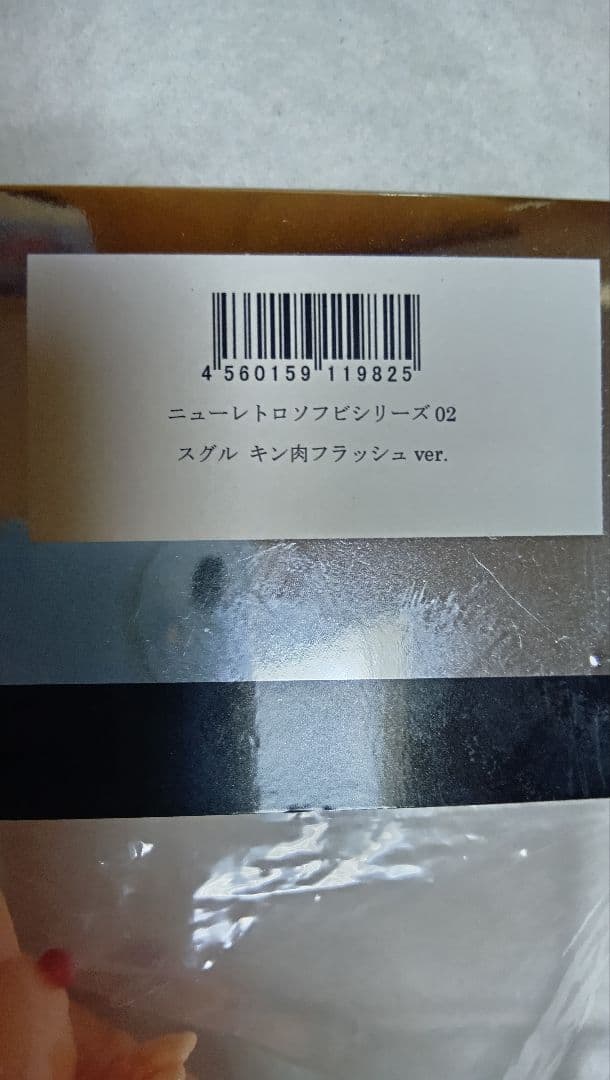 4 560159 119825
ニューレトロソフビシリーズ 02
スグル キン肉フラッシュ ver.